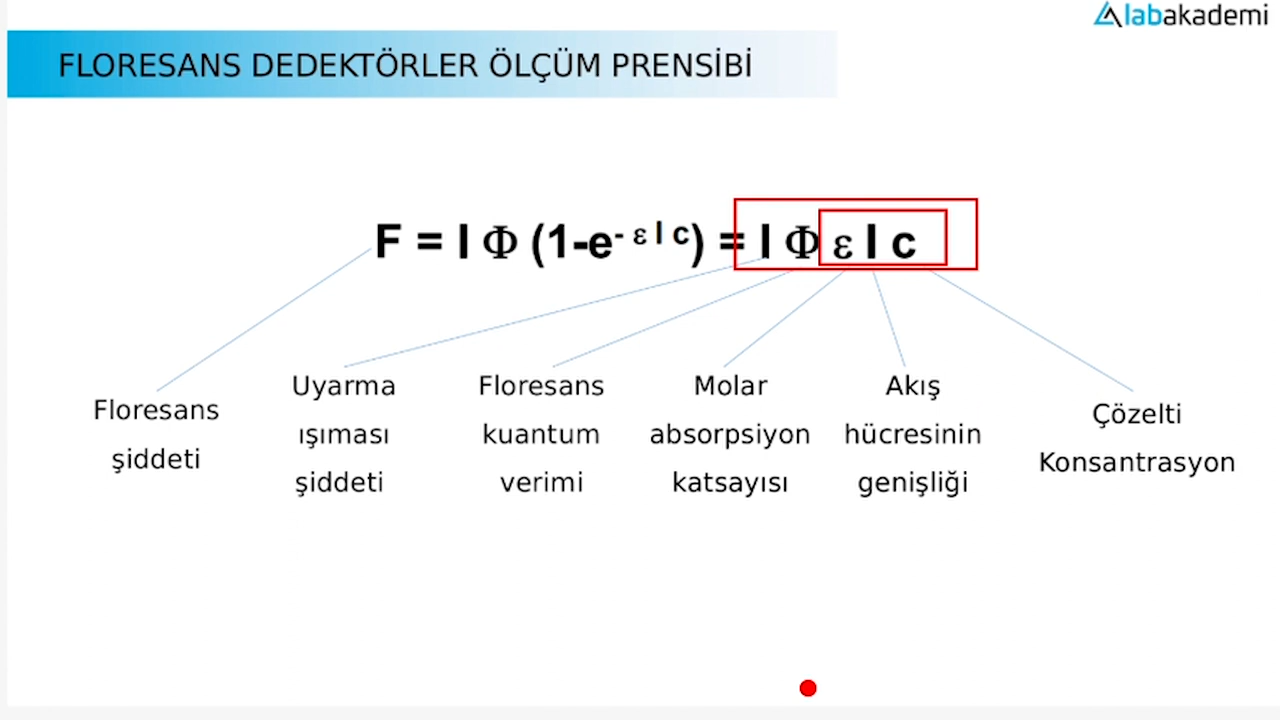 labakademi
FLORESANS DEDEKTÖRLER ÖLÇÜM PRENSİBİ
F = I Φ (1-e- ε l c) = I Φ ε l c
Floresans
şiddeti
Uyarma
ışıması
şiddeti
Floresans
kuantum
verimi
Molar
absorpsiyon
katsayısı
Akış
hücresinin
genişliği
Çözelti
Konsantrasyon